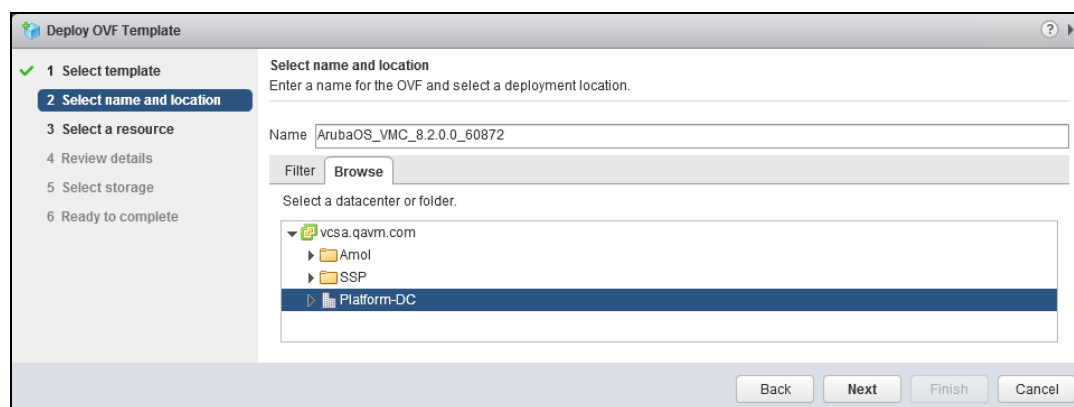 Deploy OVF Template
?
1 Select template
2 Select name and location
3 Select a resource
4 Review details
5 Select storage
6 Ready to complete
Select name and location
Enter a name for the OVF and select a deployment location.
Name ArubaOS_VMC_8.2.0.0_60872
Filter Browse
Select a datacenter or folder.
vcsa.qavm.com
Amol
SSP
Platform-DC
Back Next Finish Cancel